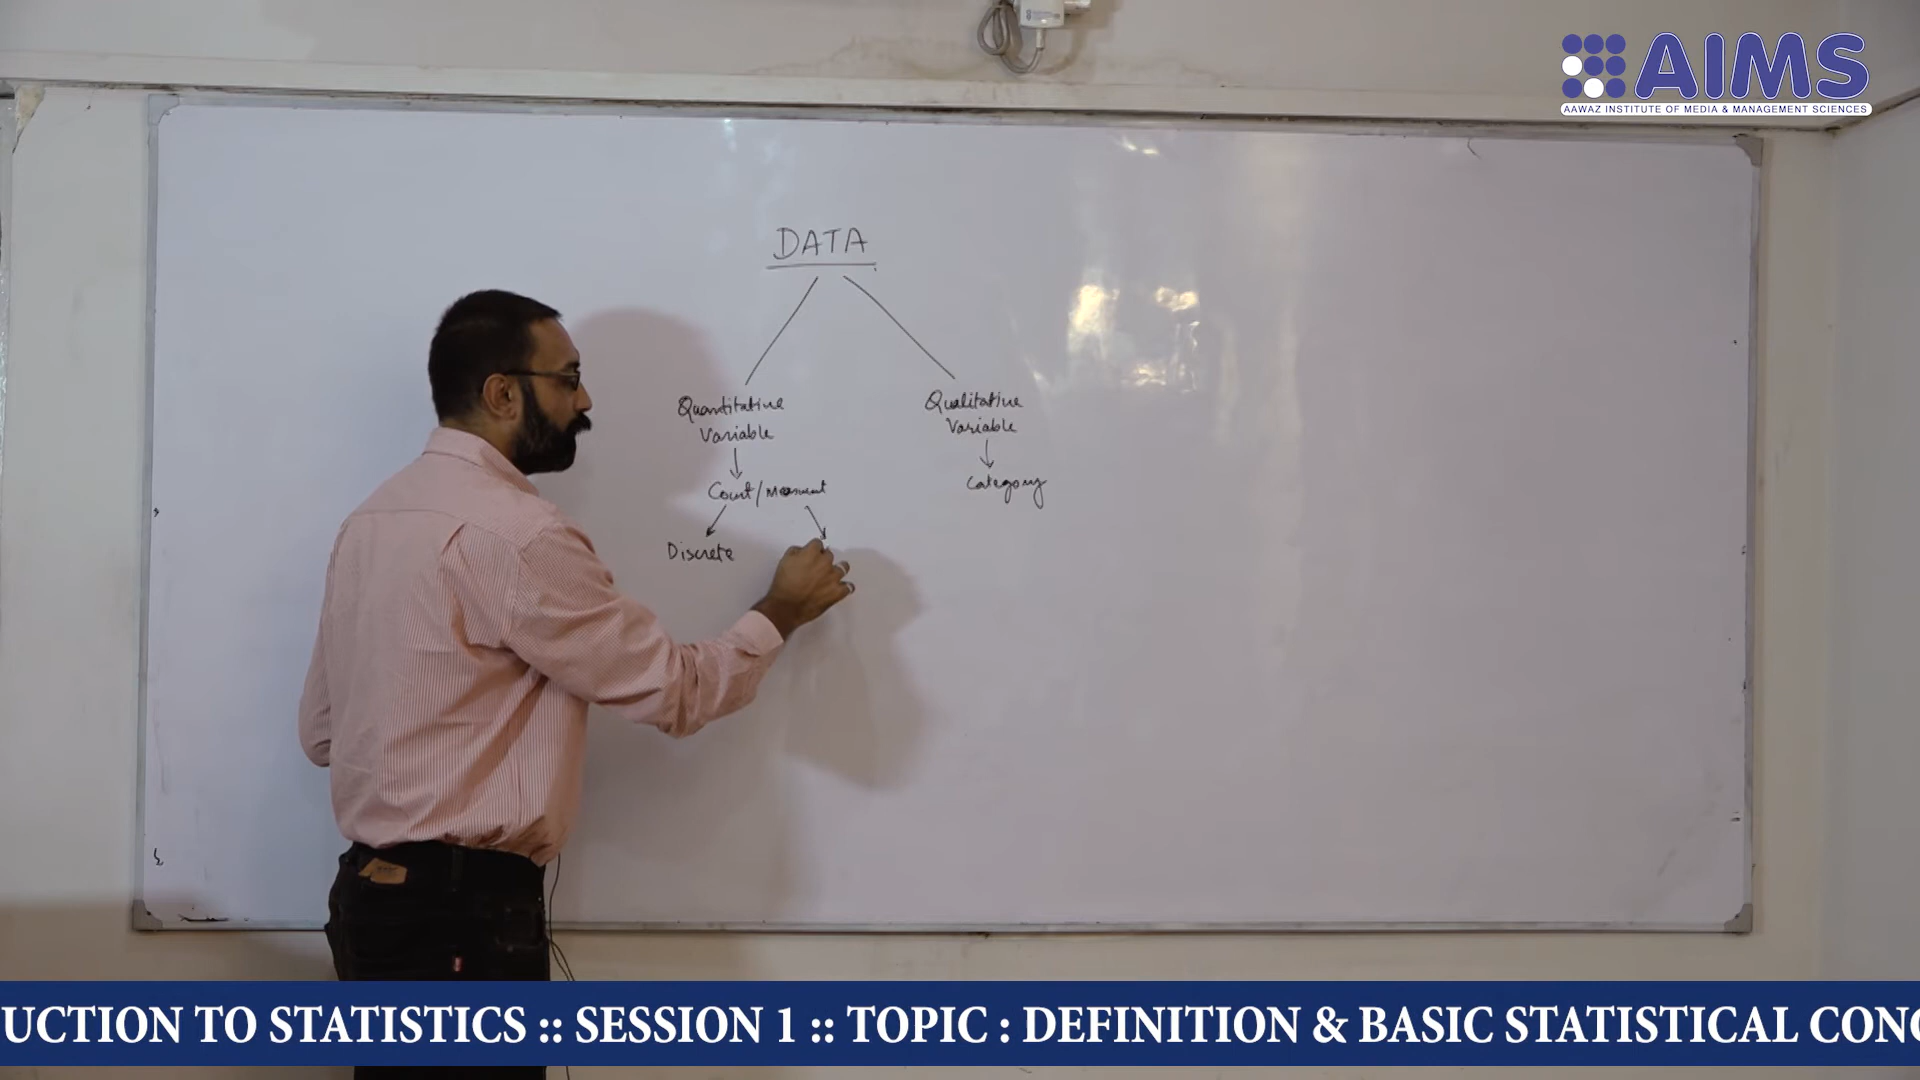 AIMS
AAWAZ INSTITUTE OF MEDIA & MANAGEMENT SCIENCES
DATA
Quantitative
Variable
Qualitative
Variable
Count/
Category
Discrete
UCTION TO STATISTICS :: SESSION 1 :: TOPIC : DEFINITION & BASIC STATISTICAL CONC